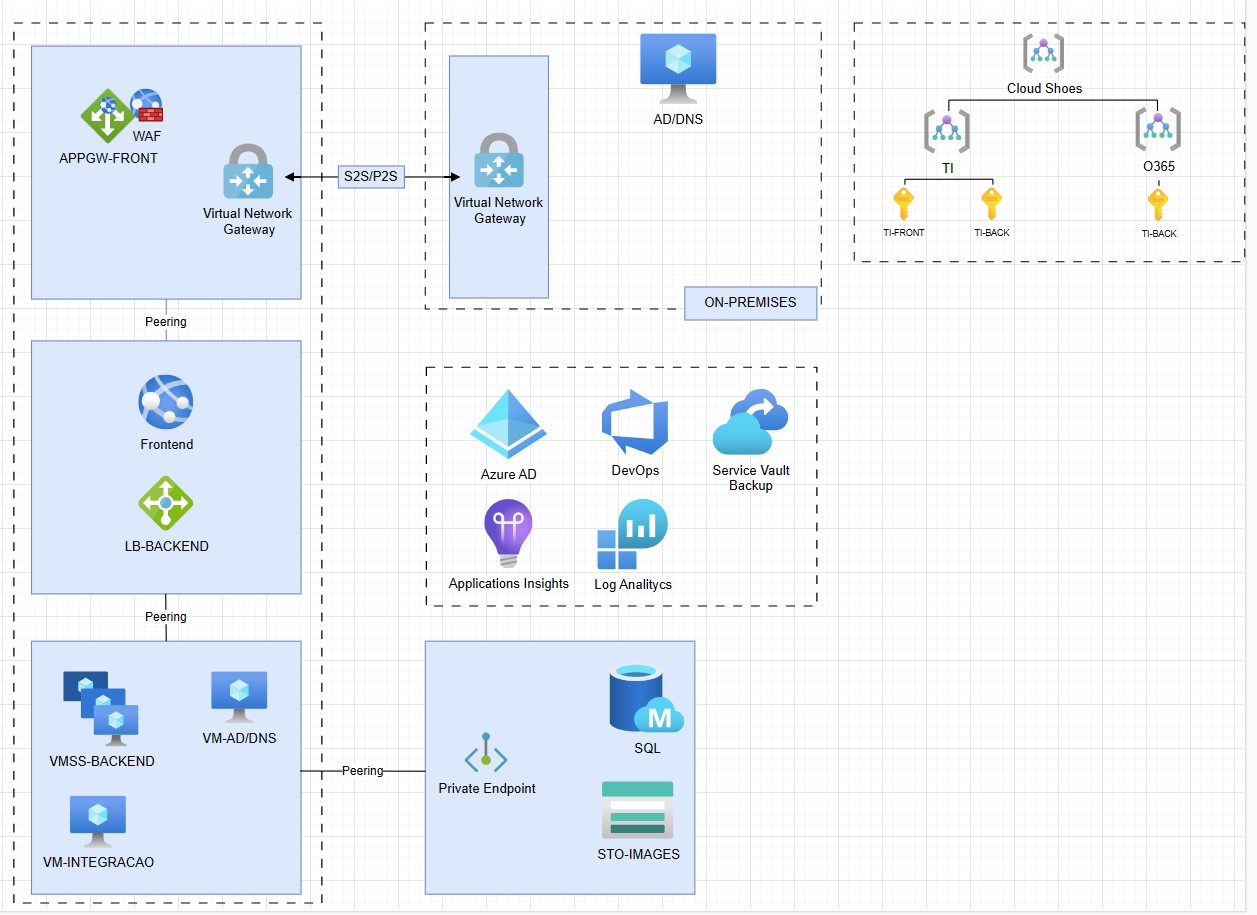 WAF
APPGW-FRONT
Virtual Network
Gateway
S2S/P2S
Virtual Network
Gateway
AD/DNS
ON-PREMISES
Cloud Shoes
TI
O365
TI-FRONT
TI-BACK
TI-BACK
Peering
Frontend
LB-BACKEND
Peering
Azure AD
DevOps
Service Vault
Backup
Applications Insights
Log Analitycs
VMSS-BACKEND
VM-AD/DNS
VM-INTEGRACAO
Peering
Private Endpoint
M
SQL
STO-IMAGES